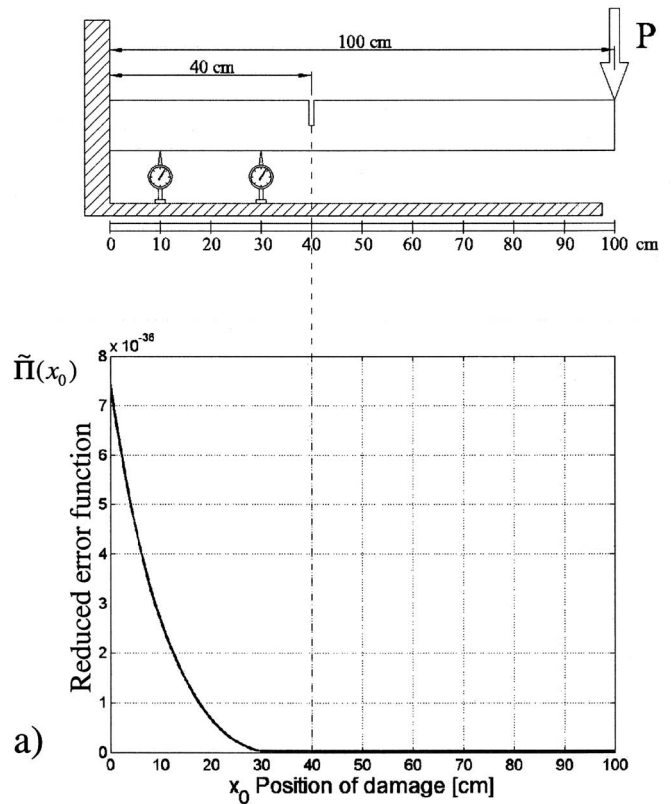 100 cm
P
40 cm
0 10 20 30 40 50 60 70 80 90 100 cm
x 10⁻³⁶
Π̃(x₀)
8
7
6
5
4
3
2
1
0
Reduced error function
0 10 20 30 40 50 60 70 80 90 100
x₀ Position of damage [cm]
a)